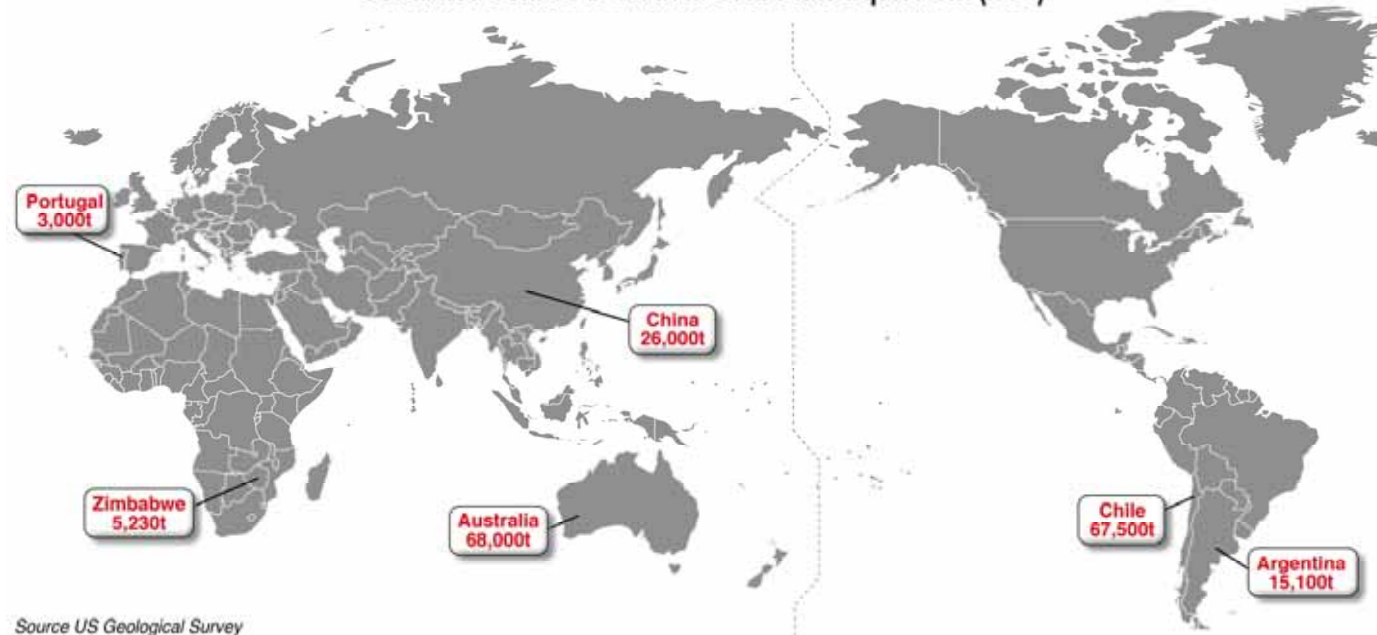 Portugal
3,000t
China
26,000t
Zimbabwe
5,230t
Australia
68,000t
Chile
67,500t
Argentina
15,100t
Source US Geological Survey